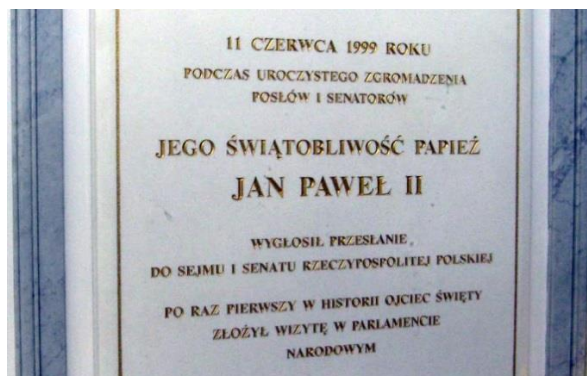 11 CZERWCA 1999 ROKU
PODCZAS UROCZYSTEGO ZGROMADZENIA
POSŁÓW I SENATORÓW
JEGO ŚWIĄTOBLIWOŚĆ PAPIEŻ
JAN PAWEŁ II
WYGŁOSIŁ PRZESŁANIE
DO SEJMU I SENATU RZECZYPOSPOLITEJ POLSKIEJ
PO RAZ PIERWSZY W HISTORII OJCIEC ŚWIĘTY
ZŁOŻYŁ WIZYTĘ W PARLAMENCIE
NARODOWYM